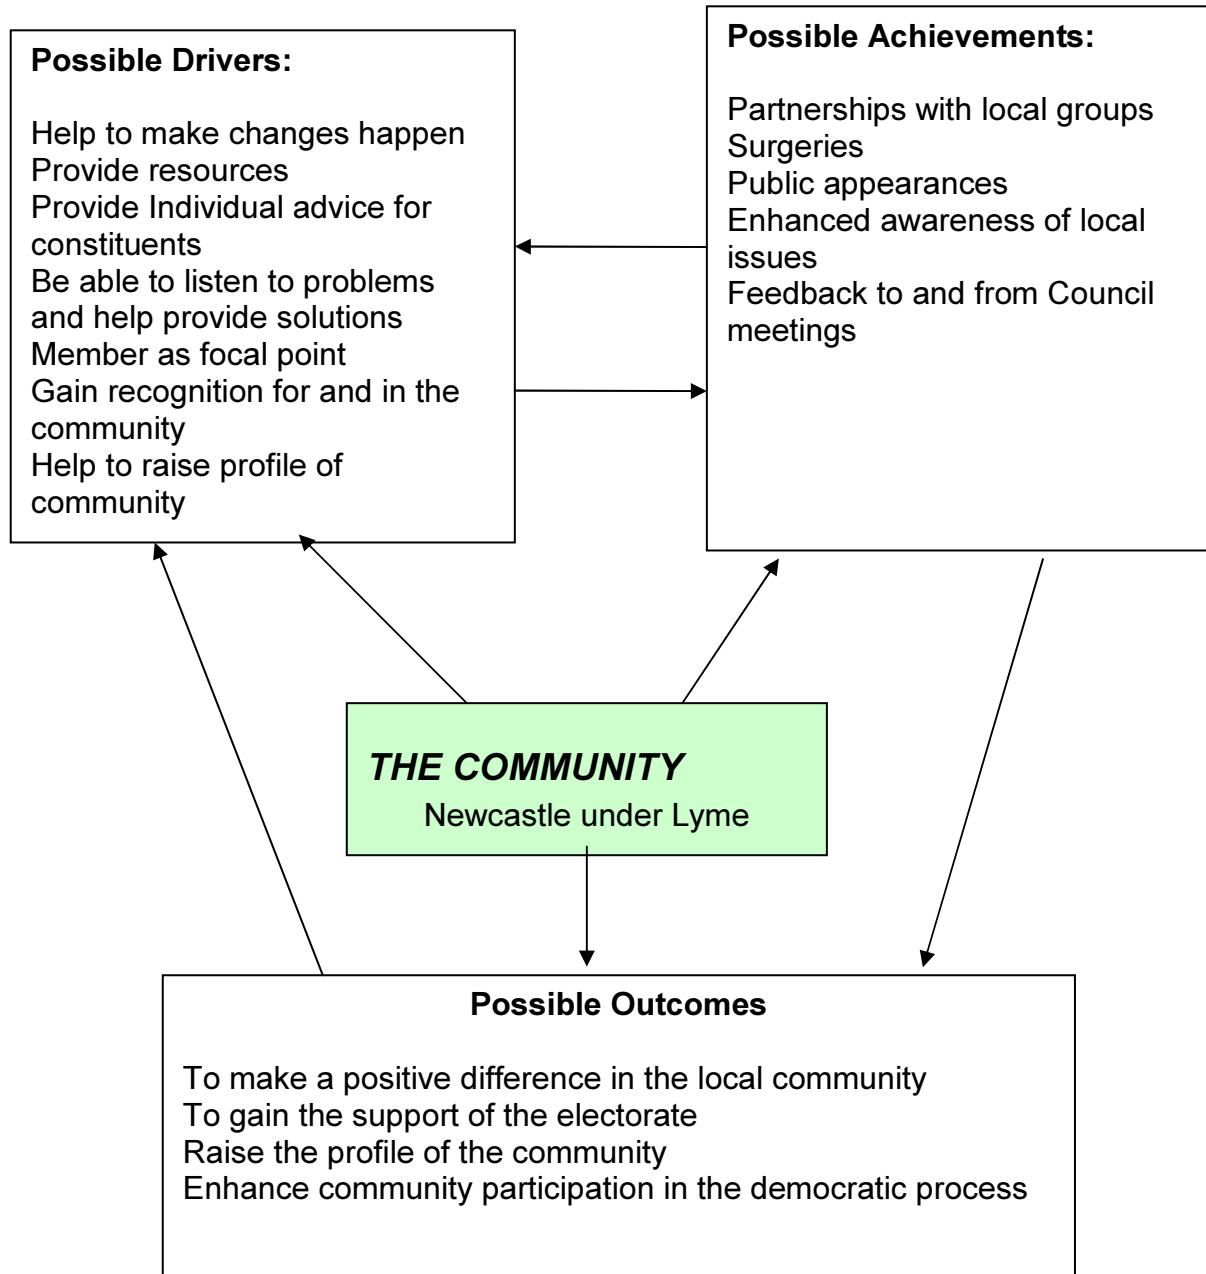 Possible Drivers:
Help to make changes happen
Provide resources
Provide Individual advice for
constituents
Be able to listen to problems
and help provide solutions
Member as focal point
Gain recognition for and in the
community
Help to raise profile of
community
Possible Achievements:
Partnerships with local groups
Surgeries
Public appearances
Enhanced awareness of local
issues
Feedback to and from Council
meetings
THE COMMUNITY
Newcastle under Lyme
Possible Outcomes
To make a positive difference in the local community
To gain the support of the electorate
Raise the profile of the community
Enhance community participation in the democratic process